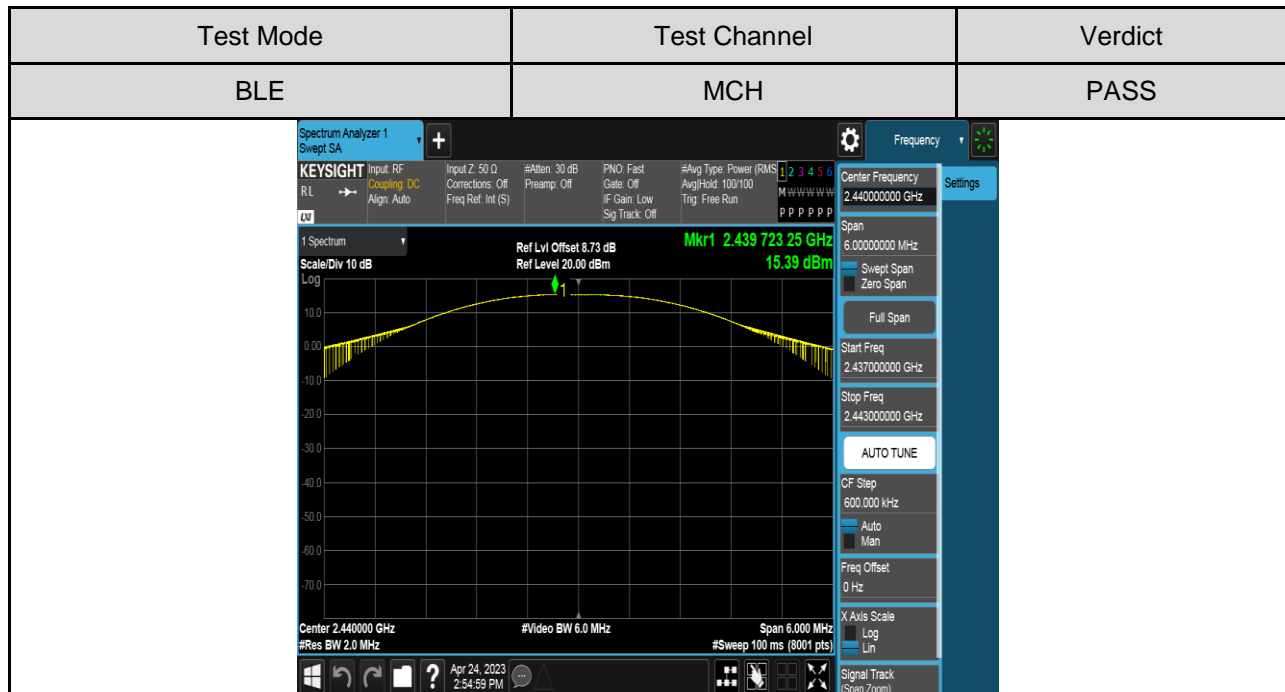 Test Mode Test Channel Verdict
BLE MCH PASS
Spectrum Analyzer 1
Swept SA
+
Frequency
KEYSIGHT Input: RF Input Z: 50 Ω #Atten: 30 dB PNO: Fast #Avg Type: Power (RMS 1 2 3 4 5 6
RL Coupling: DC Corrections: Off Preamp: Off Gate: Off Avg|Hold: 100/100 M W W W W W
Align: Auto Freq Ref: Int (S) IF Gain: Low Trig: Free Run
LXI Sig Track: Off P P P P P P
1 Spectrum Ref Lvl Offset 8.73 dB Mkr1 2.439 723 25 GHz
Scale/Div 10 dB Ref Level 20.00 dBm 15.39 dBm
Log
1
10.0
0.00
-10.0
-20.0
-30.0
-40.0
-50.0
-60.0
-70.0
Center 2.440000 GHz #Video BW 6.0 MHz Span 6.000 MHz
#Res BW 2.0 MHz #Sweep 100 ms (8001 pts)
?
Apr 24, 2023
2:54:59 PM
Center Frequency
2.440000000 GHz
Settings
Span
6.00000000 MHz
Swept Span
Zero Span
Full Span
Start Freq
2.437000000 GHz
Stop Freq
2.443000000 GHz
AUTO TUNE
CF Step
600.000 kHz
Auto
Man
Freq Offset
0 Hz
X Axis Scale
Log
Lin
Signal Track
(Span Zoom)